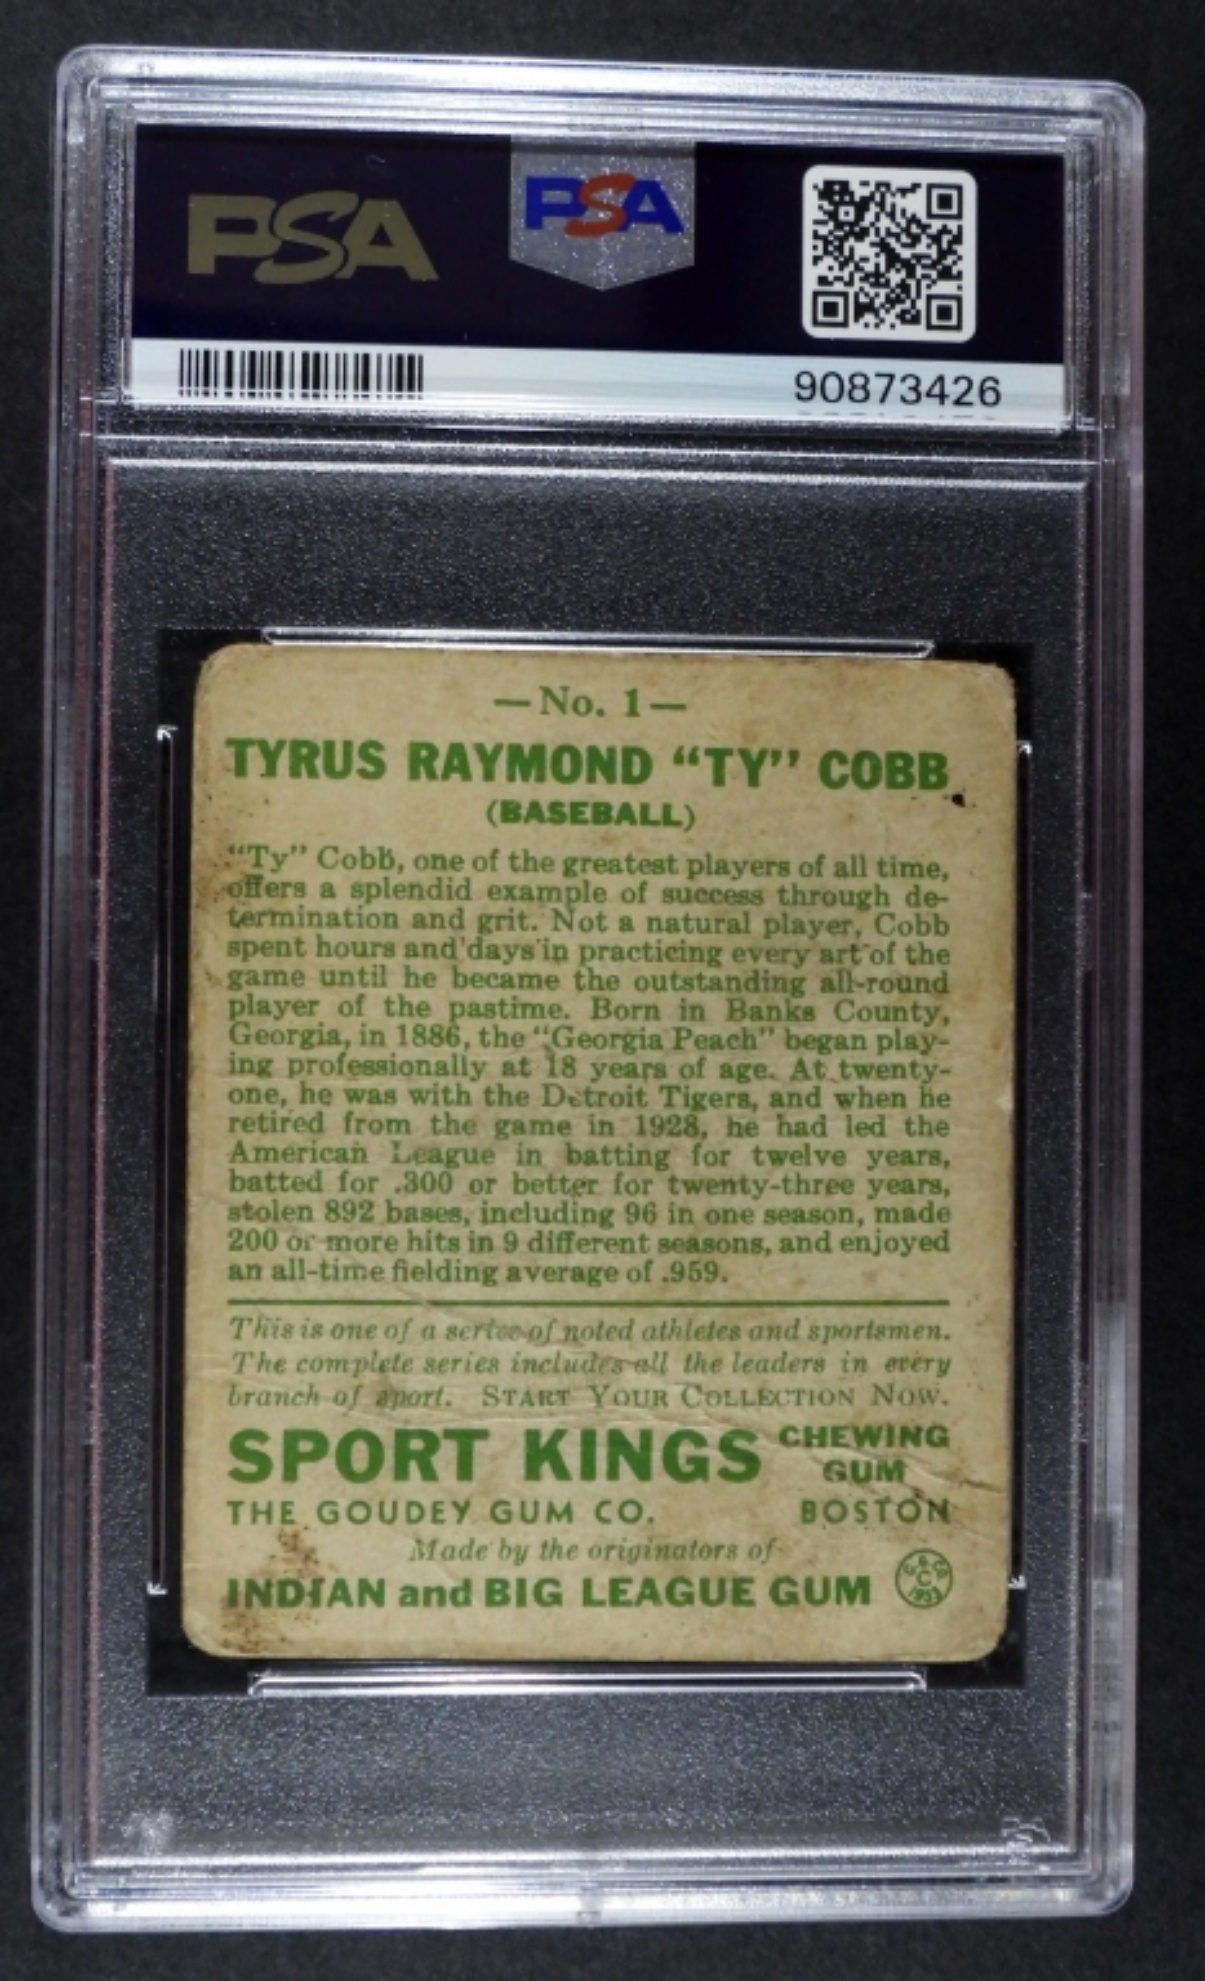 PSA
PSA
90873426
—No. 1—
TYRUS RAYMOND “TY” COBB
(BASEBALL)
“Ty” Cobb, one of the greatest players of all time,
offers a splendid example of success through de-
termination and grit. Not a natural player, Cobb
spent hours and days in practicing every art of the
game until he became the outstanding all-round
player of the pastime. Born in Banks County,
Georgia, in 1886, the “Georgia Peach” began play-
ing professionally at 18 years of age. At twenty-
one, he was with the Detroit Tigers, and when he
retired from the game in 1928, he had led the
American League in batting for twelve years,
batted for .300 or better for twenty-three years,
stolen 892 bases, including 96 in one season, made
200 or more hits in 9 different seasons, and enjoyed
an all-time fielding average of .959.
This is one of a series of noted athletes and sportsmen.
The complete series includes all the leaders in every
branch of sport. START YOUR COLLECTION NOW.
SPORT KINGS CHEWING GUM
THE GOUDEY GUM CO. BOSTON
Made by the originators of
INDIAN and BIG LEAGUE GUM
PSA